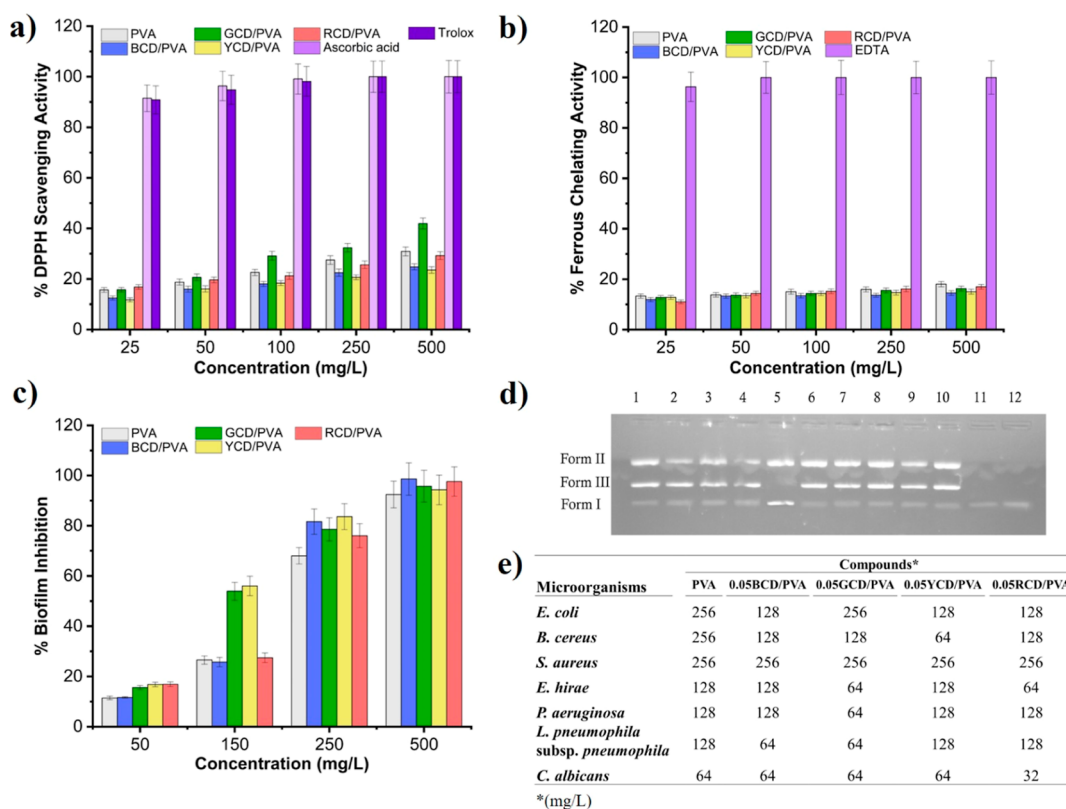 a)
PVA GCD/PVA RCD/PVA Trolox
BCD/PVA YCD/PVA Ascorbic acid
% DPPH Scavenging Activity
120
100
80
60
40
20
0
25 50 100 250 500
Concentration (mg/L)
b)
PVA GCD/PVA RCD/PVA
BCD/PVA YCD/PVA EDTA
% Ferrous Chelating Activity
120
100
80
60
40
20
0
25 50 100 250 500
Concentration (mg/L)
c)
PVA GCD/PVA RCD/PVA
BCD/PVA YCD/PVA
% Biofilm Inhibition
120
100
80
60
40
20
0
50 150 250 500
Concentration (mg/L)
d)
1 2 3 4 5 6 7 8 9 10 11 12
Form II
Form III
Form I
e)
Compounds*
Microorganisms PVA 0.05BCD/PVA 0.05GCD/PVA 0.05YCD/PVA 0.05RCD/PVA
E. coli 256 128 256 128 128
B. cereus 256 128 128 64 128
S. aureus 256 256 256 256 256
E. hirae 128 128 64 128 64
P. aeruginosa 128 128 64 128 128
L. pneumophila
subsp. pneumophila 128 64 64 128 128
C. albicans 64 64 64 64 32
*(mg/L)